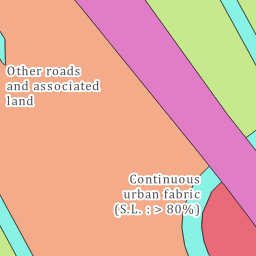 Other roads
and associated
land
Continuous
urban fabric
(S.L. : > 80%)